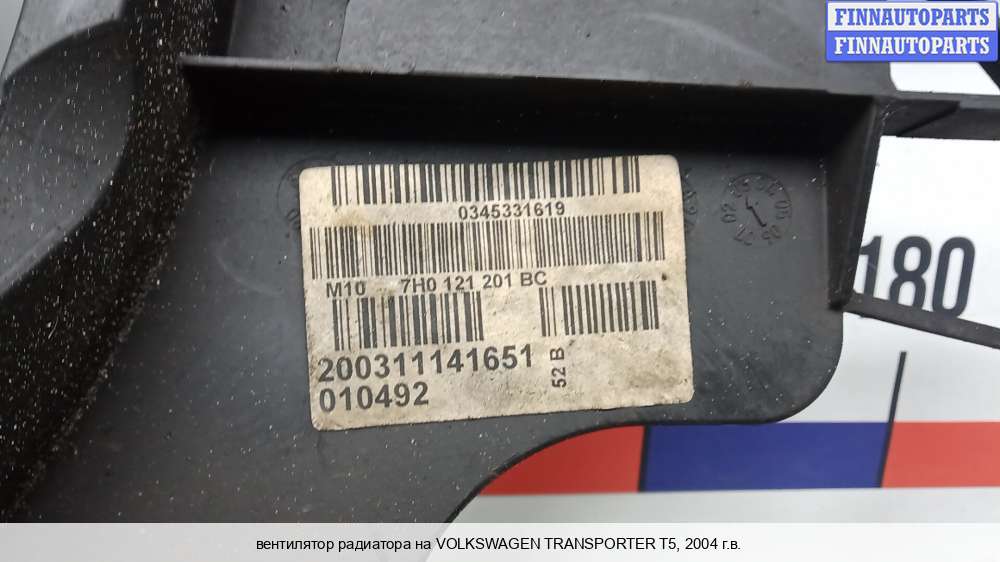 FINNAUTOPARTS
FINNAUTOPARTS
0345331619
M10 7H0 121 201 BC
200311141651
010492
52 B
180
вентилятор радиатора на VOLKSWAGEN TRANSPORTER T5, 2004 г.в.